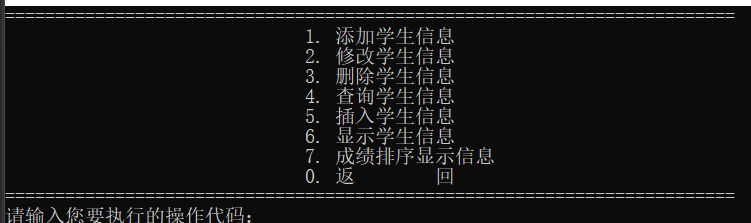 =========================================================================
1. 添加学生信息
2. 修改学生信息
3. 删除学生信息
4. 查询学生信息
5. 插入学生信息
6. 显示学生信息
7. 成绩排序显示信息
0. 返        回
=========================================================================
请输入您要执行的操作代码: